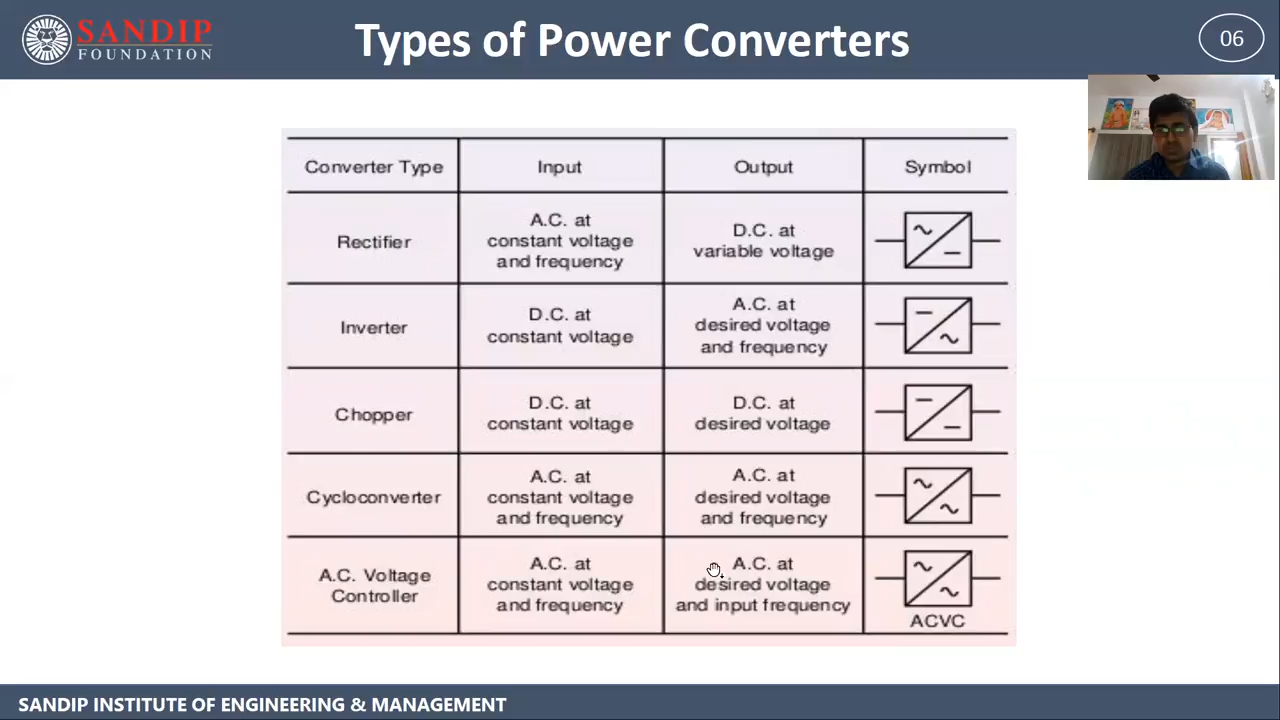 SANDIP
FOUNDATION
Types of Power Converters
06
Converter Type
Input
Output
Symbol
Rectifier
A.C. at
constant voltage
and frequency
D.C. at
variable voltage
Inverter
D.C. at
constant voltage
A.C. at
desired voltage
and frequency
Chopper
D.C. at
constant voltage
D.C. at
desired voltage
Cycloconverter
A.C. at
constant voltage
and frequency
A.C. at
desired voltage
and frequency
A.C. Voltage
Controller
A.C. at
constant voltage
and frequency
A.C. at
desired voltage
and input frequency
ACVC
SANDIP INSTITUTE OF ENGINEERING & MANAGEMENT